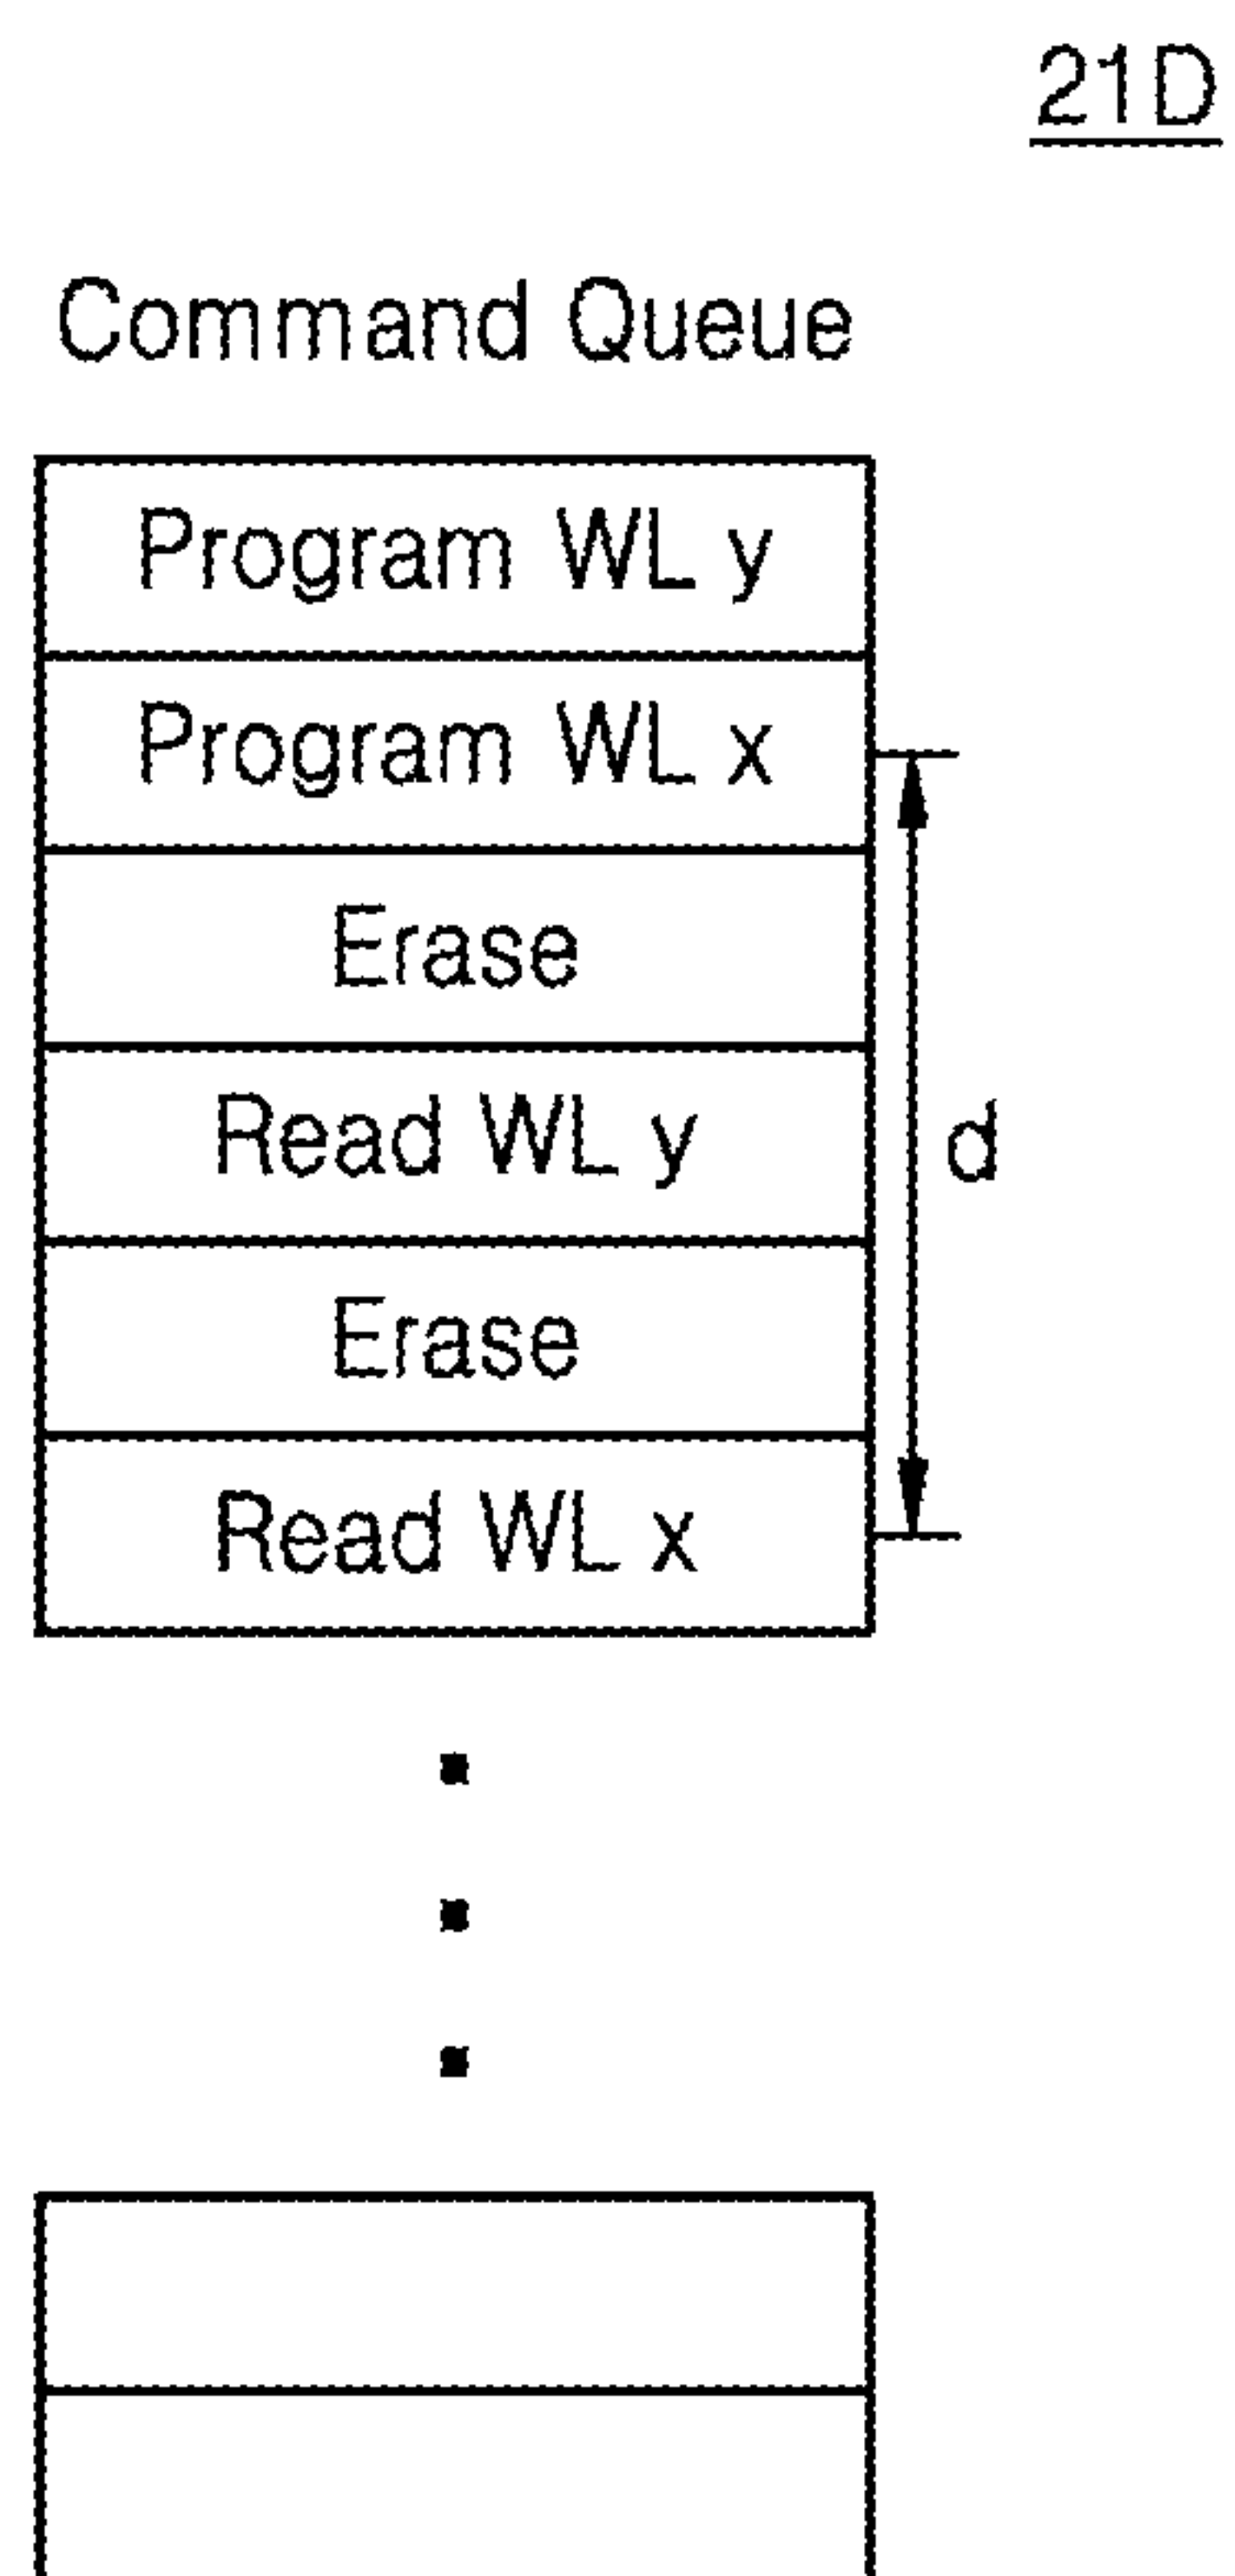 21D
Command Queue
Program WL y
Program WL x
Erase
Read WL y
d
Erase
Read WL x